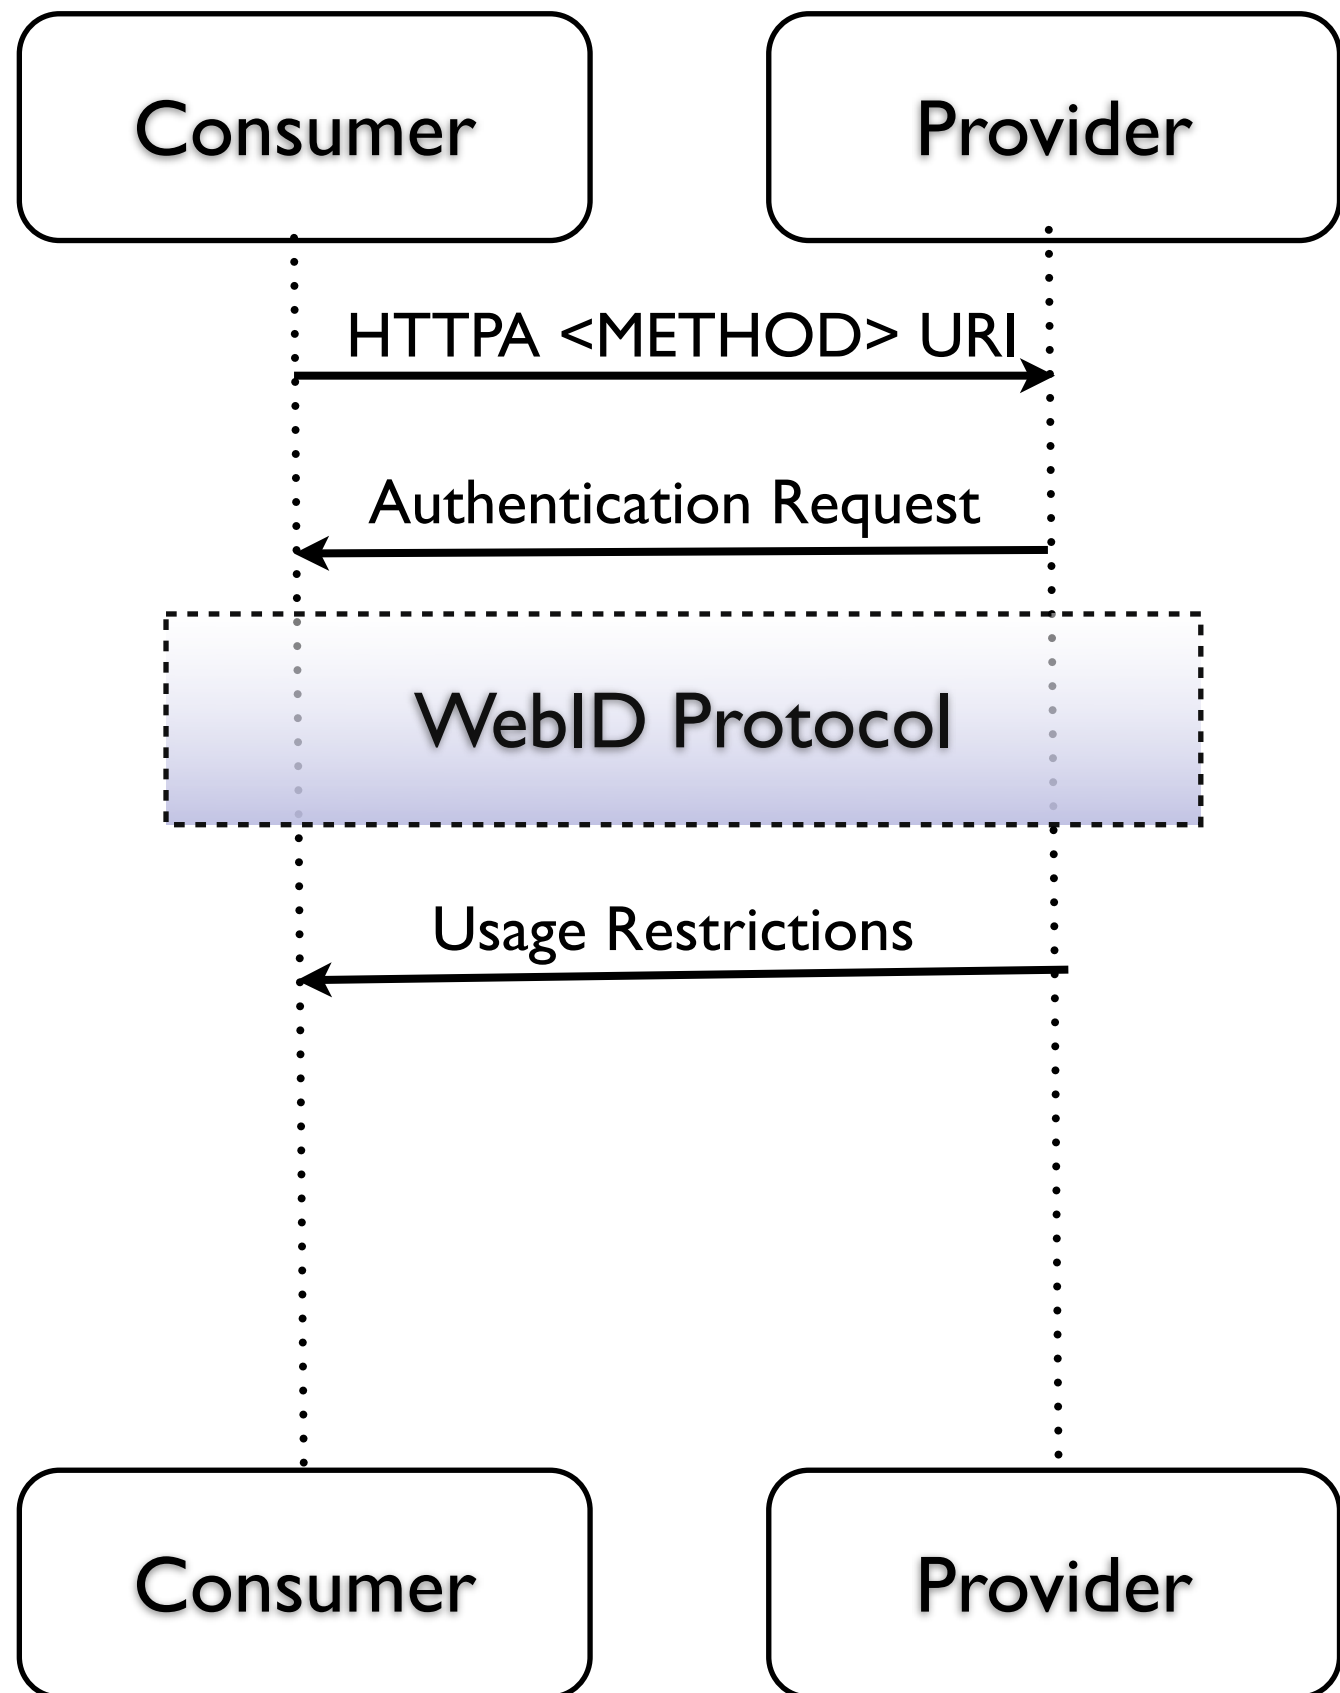 Consumer
Provider
HTTPA <METHOD> URI
Authentication Request
WebID Protocol
Usage Restrictions
Consumer
Provider